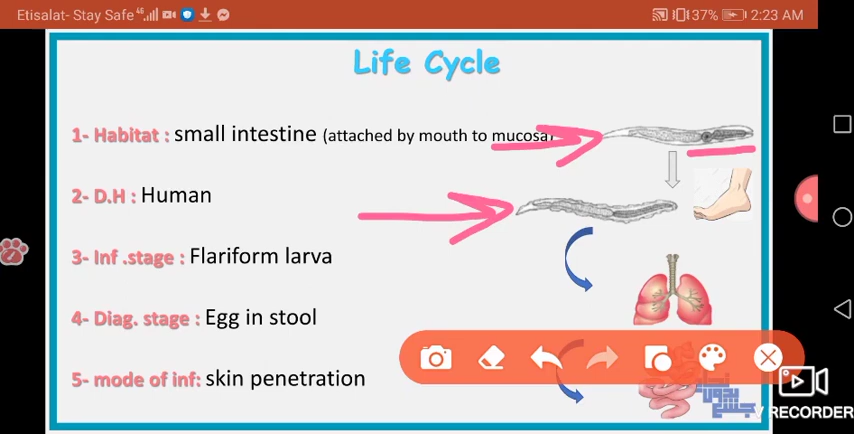 Etisalat- Stay Safe 4G 37% 2:23 AM
Life Cycle
1- Habitat : small intestine (attached by mouth to mucosa)
2- D.H : Human
3- Inf .stage : Flariform larva
4- Diag. stage : Egg in stool
5- mode of inf: skin penetration
V RECORDER